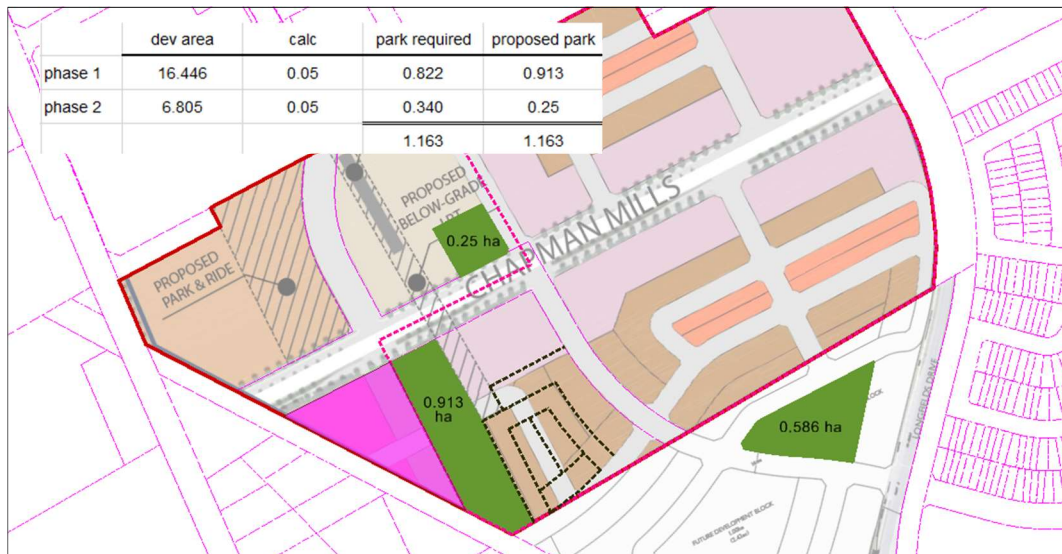 dev area calc park required proposed park
phase 1 16.446 0.05 0.822 0.913
phase 2 6.805 0.05 0.340 0.25
1.163 1.163
PROPOSED
BELOW-GRADE
LRT
0.25 ha
CHAPMAN MILLS
PROPOSED
PARK & RIDE
0.913
ha
0.586 ha
LONGFIELDS DRIVE
FUTURE DEVELOPMENT BLOCK